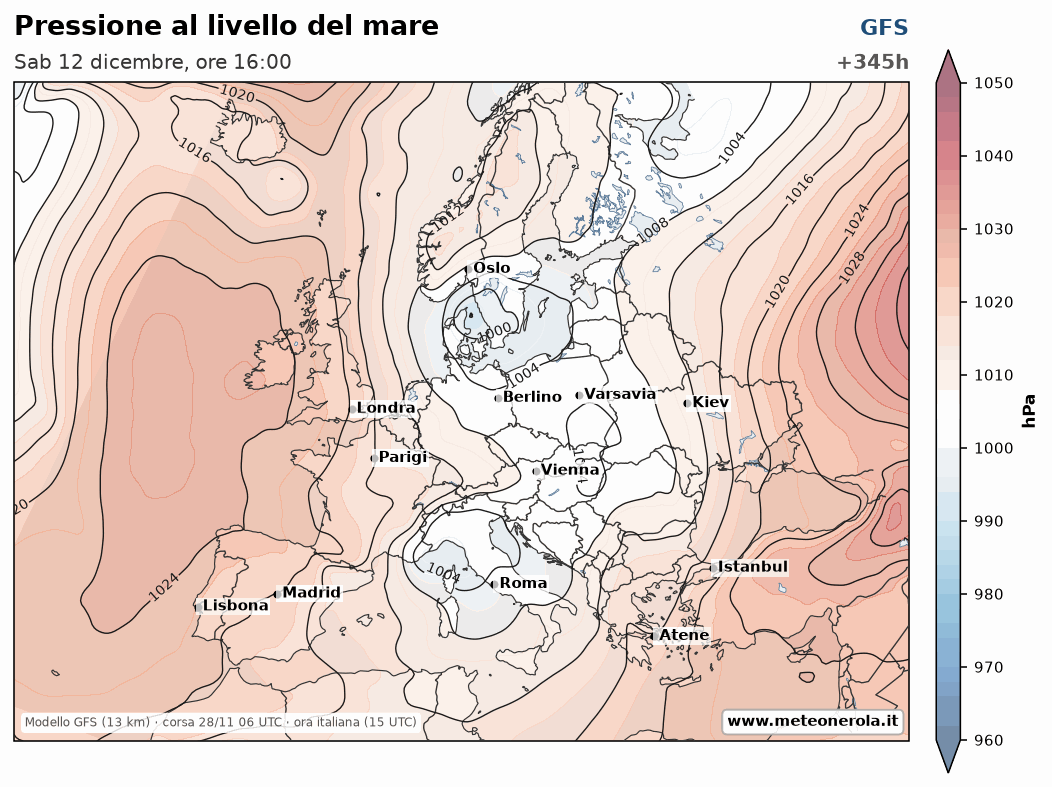 Pressione al livello del mare
GFS
Sab 12 dicembre, ore 16:00
+345h
1020
1016
1004
1016
1024
1012
1008
1028
1020
Oslo
1000
1004
Berlino
Varsavia
Kiev
Londra
Parigi
Vienna
20
1024
1004
Roma
Istanbul
Madrid
Lisbona
Atene
Modello GFS (13 km) · corsa 28/11 06 UTC · ora italiana (15 UTC)
www.meteonerola.it
1050
1040
1030
1020
1010
1000
990
980
970
960
hPa